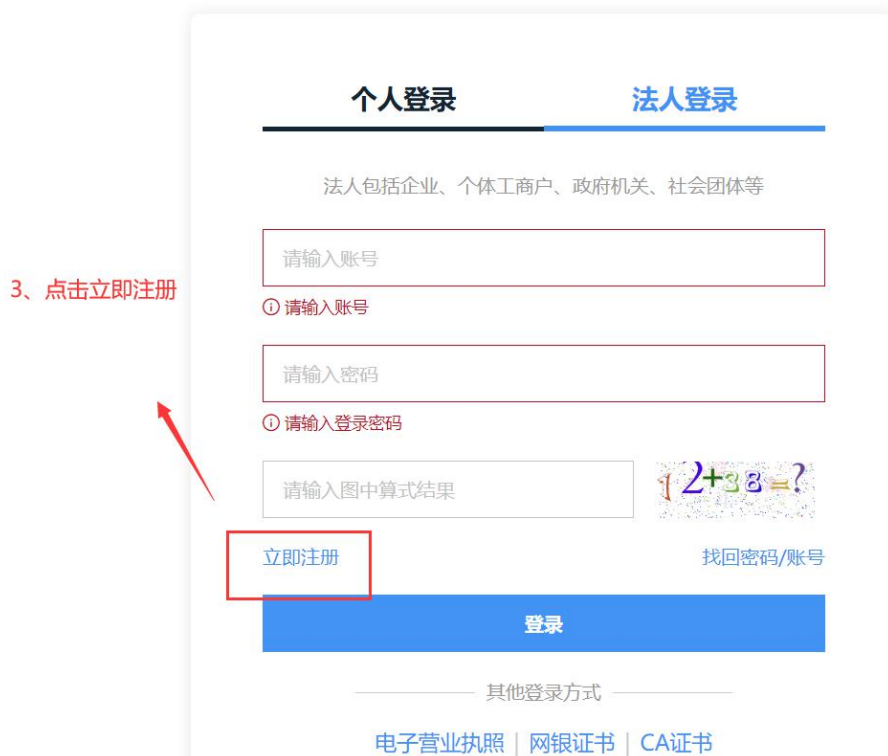 个人登录
法人登录
法人包括企业、个体工商户、政府机关、社会团体等
请输入账号
3、点击立即注册
请输入账号
请输入密码
请输入登录密码
请输入图中算式结果
12+38=?
立即注册
找回密码/账号
登录
其他登录方式
电子营业执照 | 网银证书 | CA证书